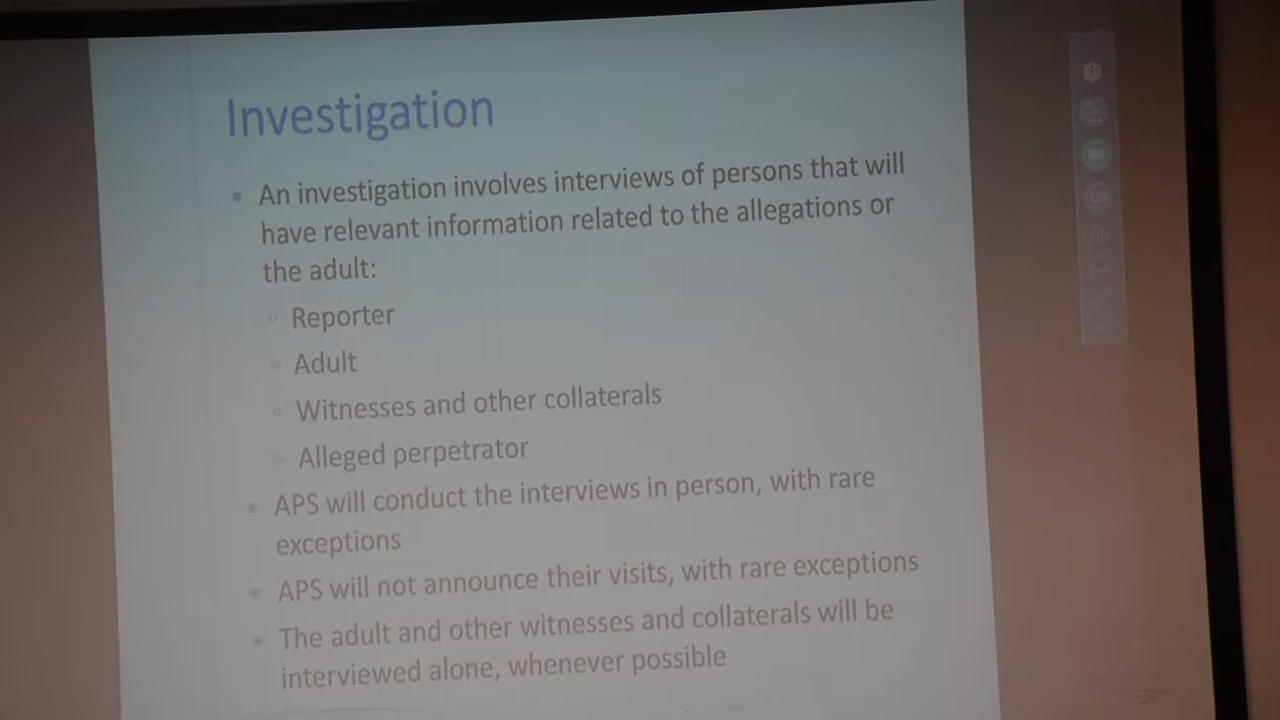 Investigation
• An investigation involves interviews of persons that will
have relevant information related to the allegations or
the adult:
○ Reporter
○ Adult
○ Witnesses and other collaterals
○ Alleged perpetrator
• APS will conduct the interviews in person, with rare
exceptions
• APS will not announce their visits, with rare exceptions
• The adult and other witnesses and collaterals will be
interviewed alone, whenever possible